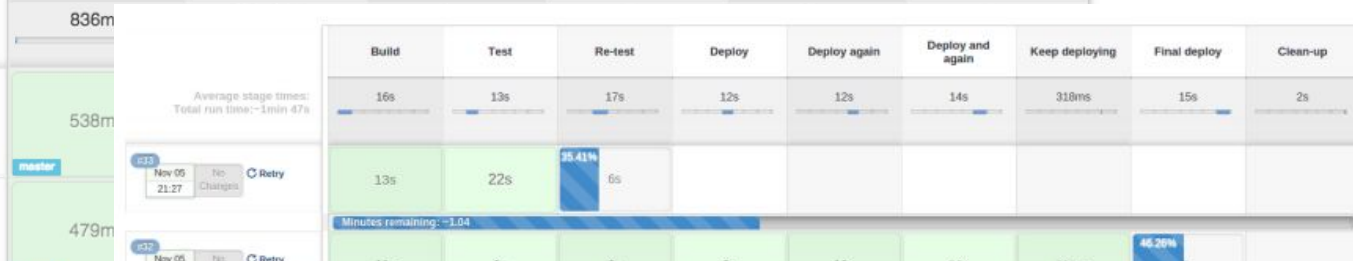 836m
Build Test Re-test Deploy Deploy again Deploy and again Keep deploying Final deploy Clean-up
Average stage times:
Total run time:~1min 47s
16s 13s 17s 12s 12s 14s 318ms 15s 2s
538m
master
#33
Nov 05
21:27
No Changes
Retry
13s 22s 35.41% 6s
Minutes remaining: ~1.04
479m
#32
Nov 05 No Retry
46.26%